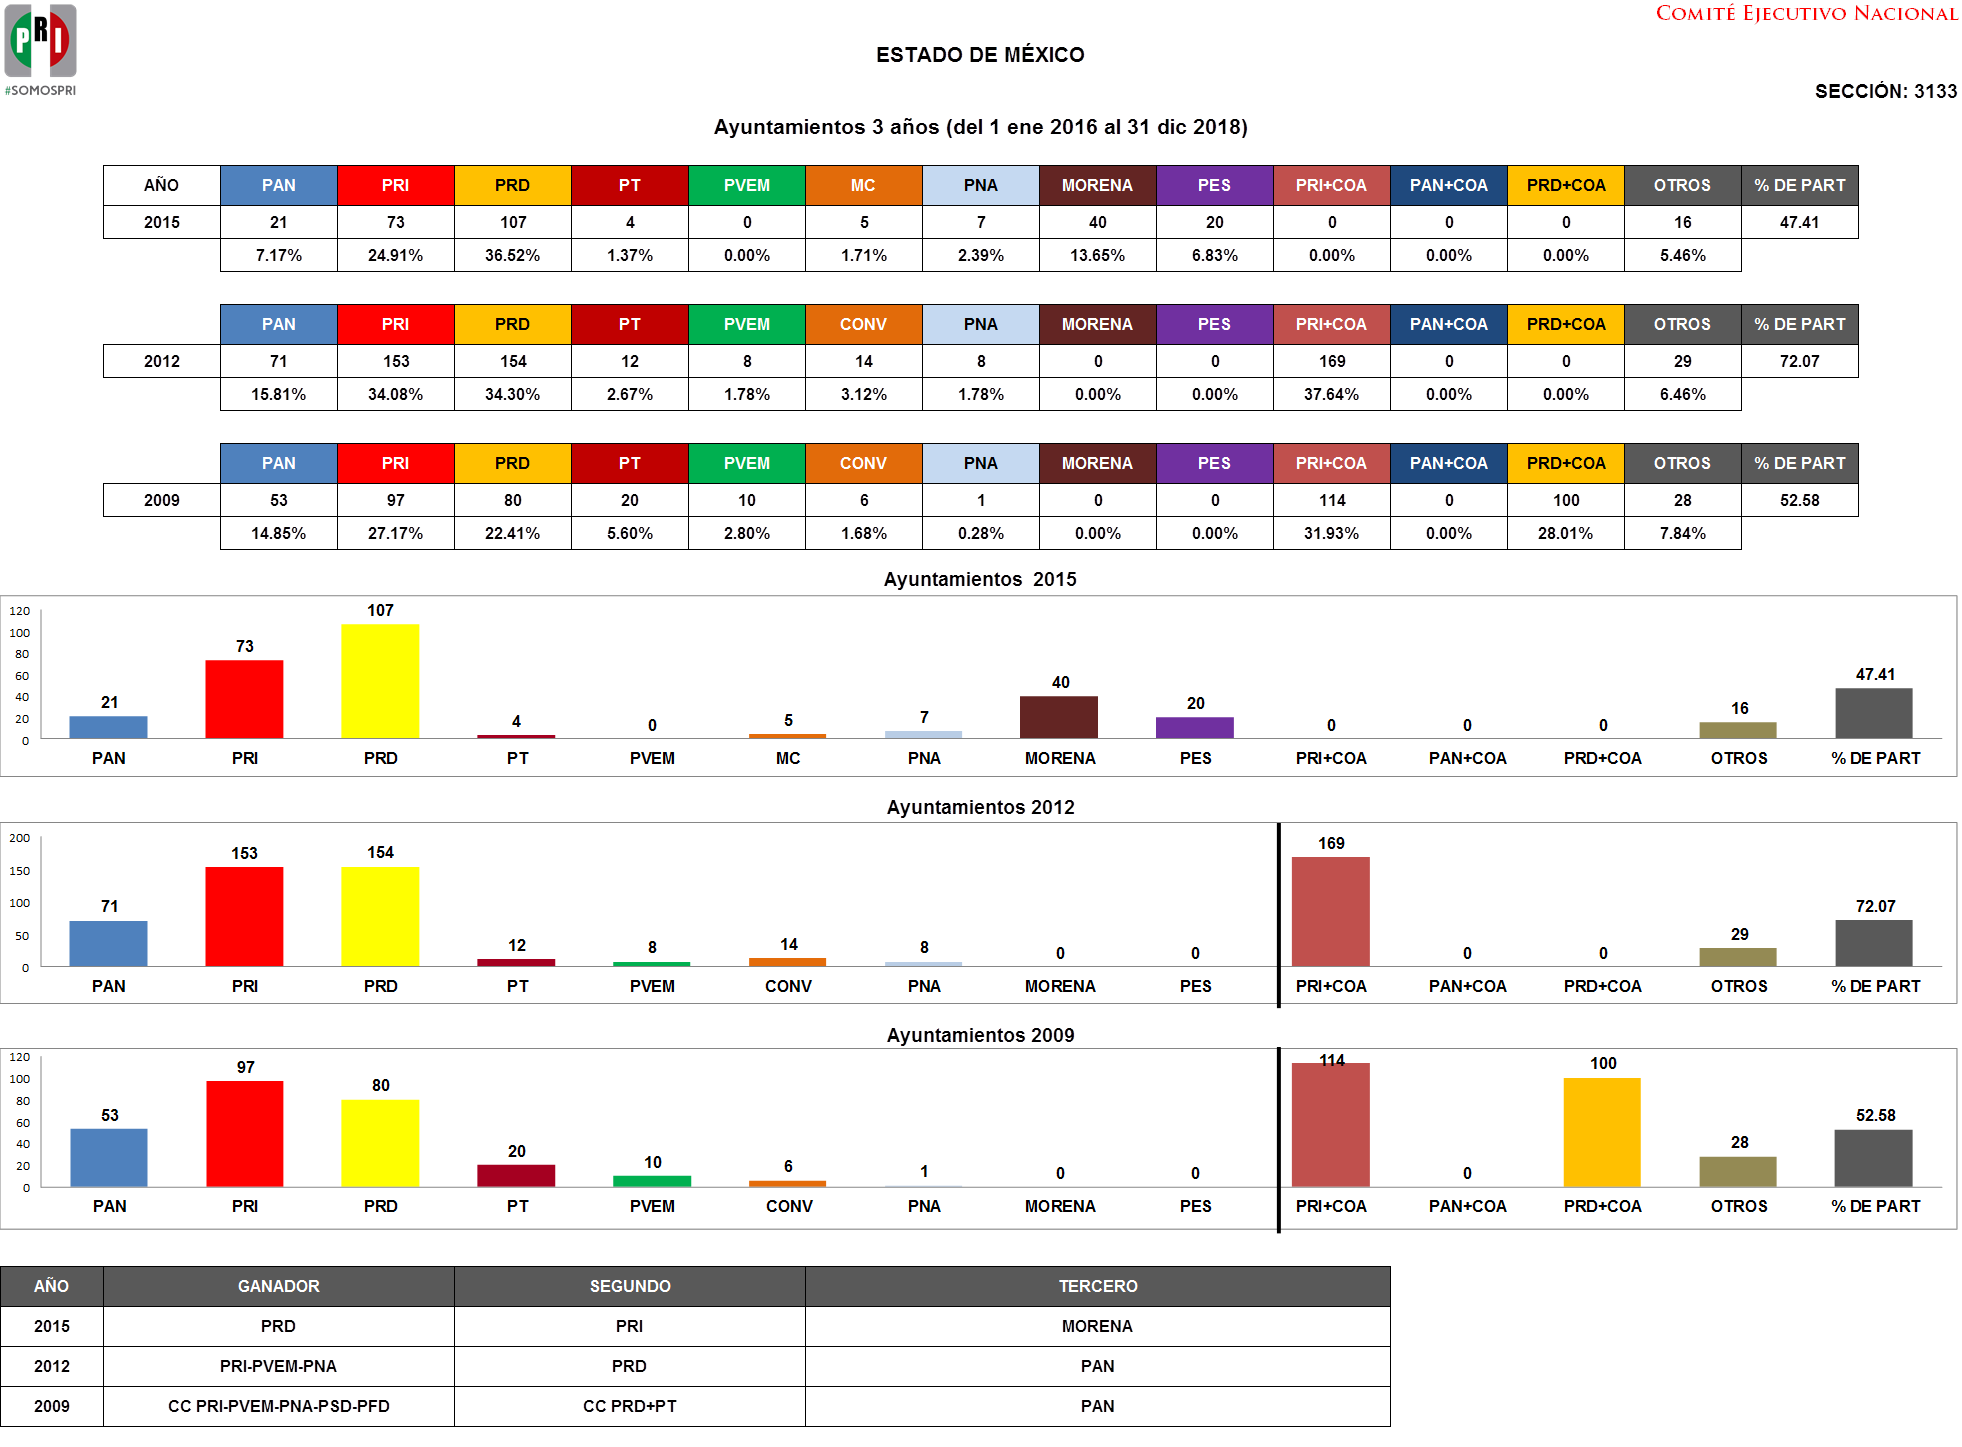 PRI
#SOMOSPRI
COMITÉ EJECUTIVO NACIONAL
ESTADO DE MÉXICO
SECCIÓN: 3133
Ayuntamientos 3 años (del 1 ene 2016 al 31 dic 2018)
AÑO PAN PRI PRD PT PVEM MC PNA MORENA PES PRI+COA PAN+COA PRD+COA OTROS % DE PART
2015 21 73 107 4 0 5 7 40 20 0 0 0 16 47.41
7.17% 24.91% 36.52% 1.37% 0.00% 1.71% 2.39% 13.65% 6.83% 0.00% 0.00% 0.00% 5.46%
PAN PRI PRD PT PVEM CONV PNA MORENA PES PRI+COA PAN+COA PRD+COA OTROS % DE PART
2012 71 153 154 12 8 14 8 0 0 169 0 0 29 72.07
15.81% 34.08% 34.30% 2.67% 1.78% 3.12% 1.78% 0.00% 0.00% 37.64% 0.00% 0.00% 6.46%
PAN PRI PRD PT PVEM CONV PNA MORENA PES PRI+COA PAN+COA PRD+COA OTROS % DE PART
2009 53 97 80 20 10 6 1 0 0 114 0 100 28 52.58
14.85% 27.17% 22.41% 5.60% 2.80% 1.68% 0.28% 0.00% 0.00% 31.93% 0.00% 28.01% 7.84%
Ayuntamientos 2015
120
100
80
60
40
20
0
21 73 107 4 0 5 7 40 20 0 0 0 16 47.41
PAN PRI PRD PT PVEM MC PNA MORENA PES PRI+COA PAN+COA PRD+COA OTROS % DE PART
Ayuntamientos 2012
200
150
100
50
0
71 153 154 12 8 14 8 0 0 169 0 0 29 72.07
PAN PRI PRD PT PVEM CONV PNA MORENA PES PRI+COA PAN+COA PRD+COA OTROS % DE PART
Ayuntamientos 2009
120
100
80
60
40
20
0
53 97 80 20 10 6 1 0 0 114 0 100 28 52.58
PAN PRI PRD PT PVEM CONV PNA MORENA PES PRI+COA PAN+COA PRD+COA OTROS % DE PART
AÑO GANADOR SEGUNDO TERCERO
2015 PRD PRI MORENA
2012 PRI-PVEM-PNA PRD PAN
2009 CC PRI-PVEM-PNA-PSD-PFD CC PRD+PT PAN